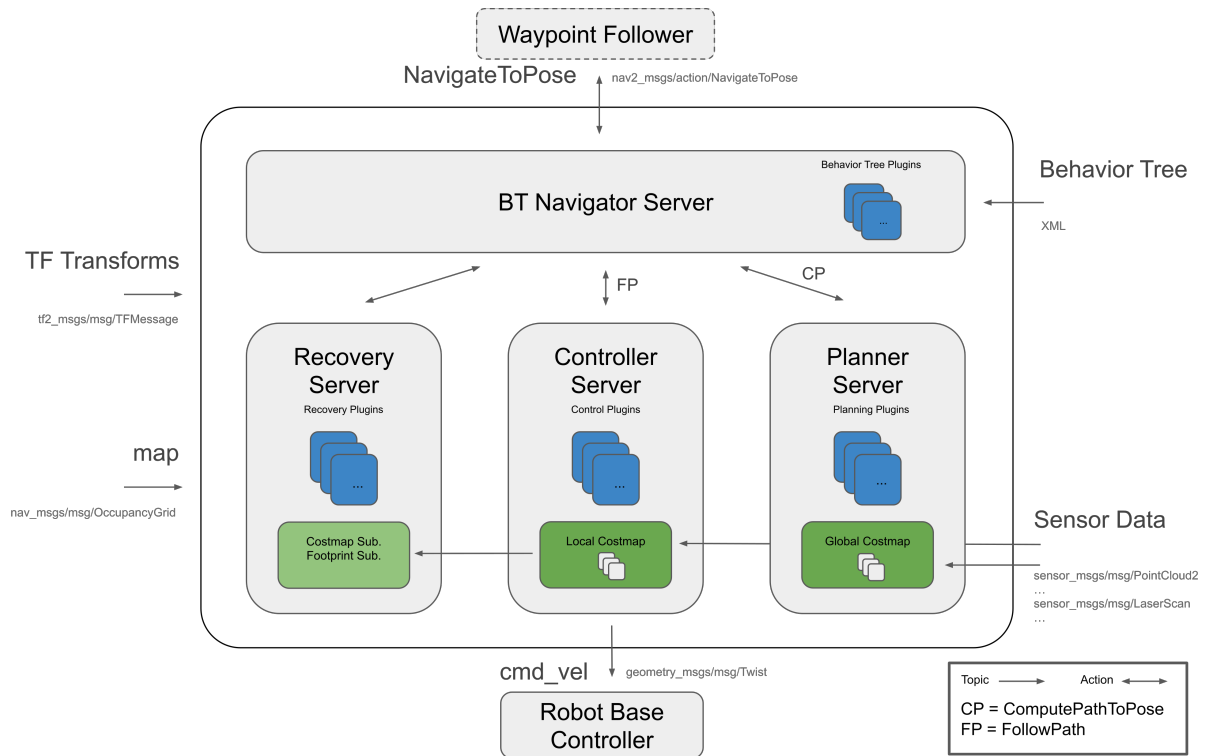 Waypoint Follower
NavigateToPose
nav2_msgs/action/NavigateToPose
Behavior Tree Plugins
BT Navigator Server
...
Behavior Tree
XML
TF Transforms
tf2_msgs/msg/TFMessage
FP
CP
Recovery
Server
Recovery Plugins
...
Costmap Sub.
Footprint Sub.
Controller
Server
Control Plugins
...
Local Costmap
Planner
Server
Planning Plugins
...
Global Costmap
map
nav_msgs/msg/OccupancyGrid
Sensor Data
sensor_msgs/msg/PointCloud2
...
sensor_msgs/msg/LaserScan
...
cmd_vel
geometry_msgs/msg/Twist
Robot Base
Controller
Topic
Action
CP = ComputePathToPose
FP = FollowPath